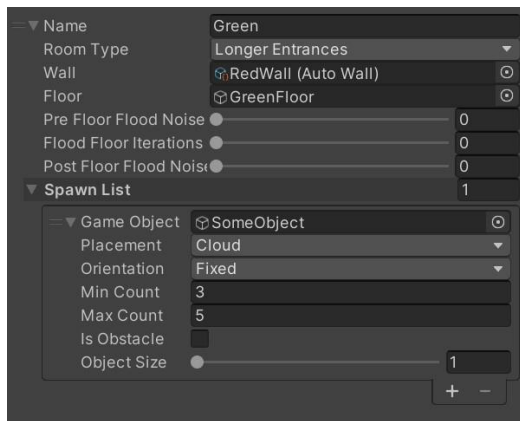 Name Green
Room Type Longer Entrances
Wall RedWall (Auto Wall)
Floor GreenFloor
Pre Floor Flood Noise 0
Flood Floor Iterations 0
Post Floor Flood Nois 0
Spawn List 1
Game Object SomeObject
Placement Cloud
Orientation Fixed
Min Count 3
Max Count 5
Is Obstacle
Object Size 1
+ −